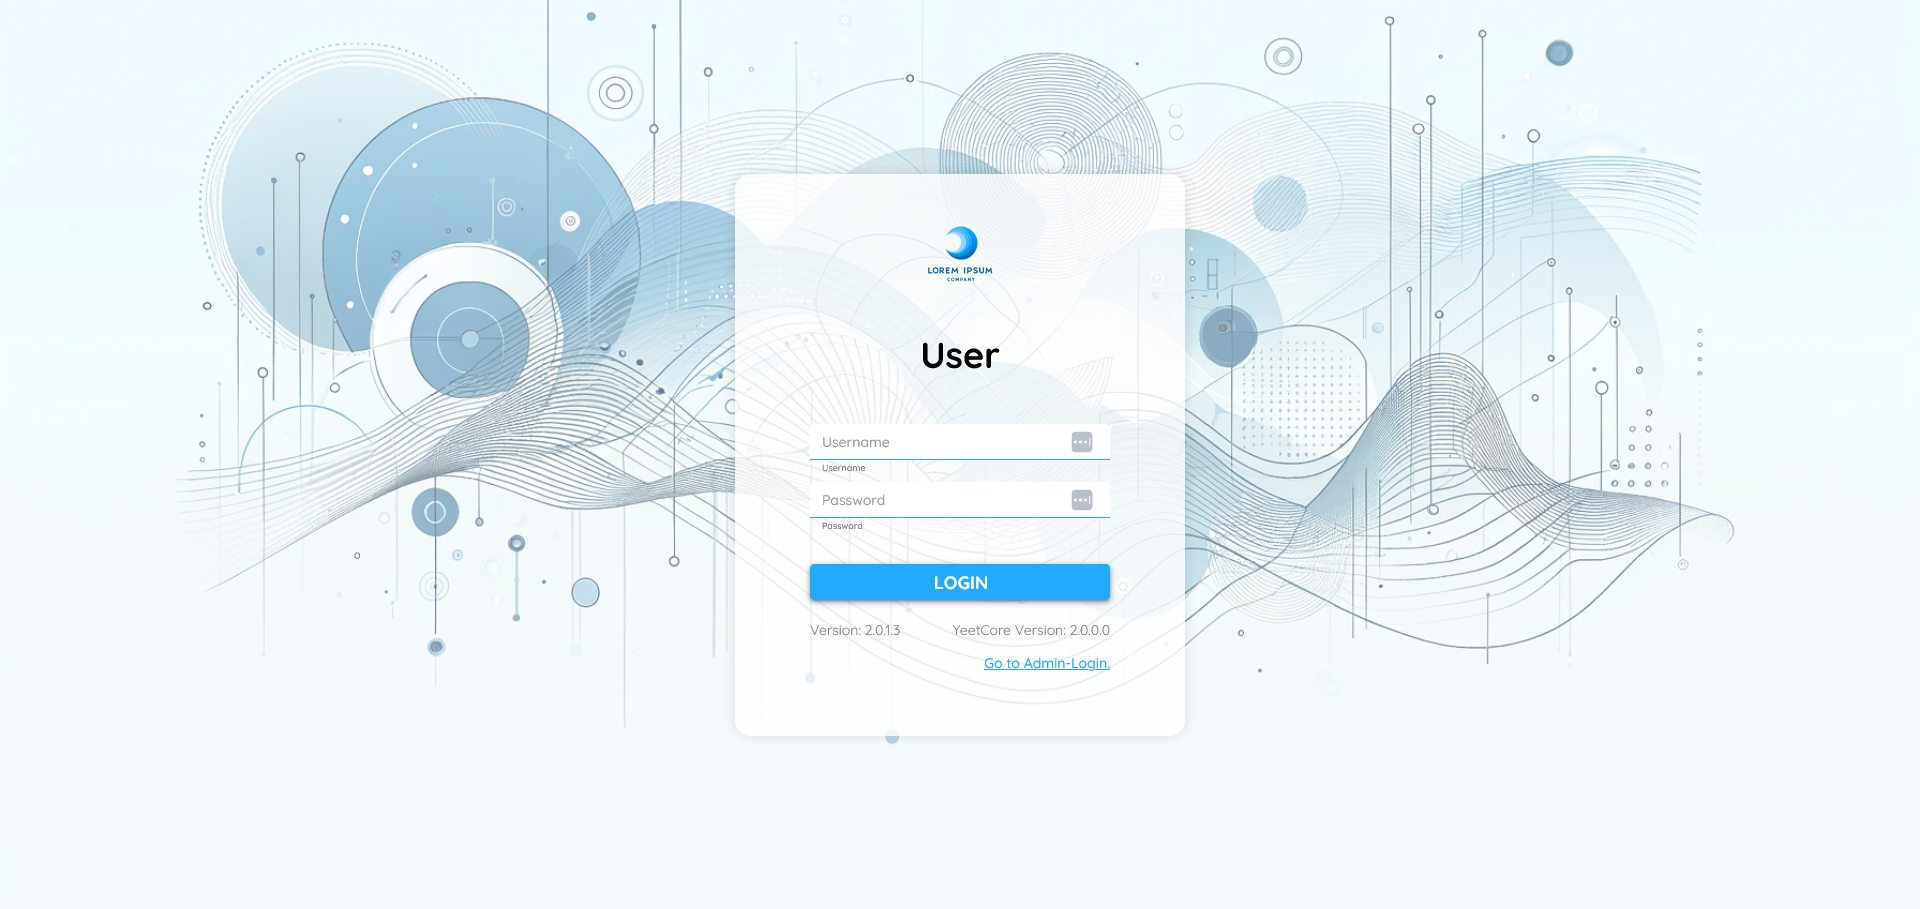 LOREM IPSUM
COMPANY
User
Username
Username
Password
Password
LOGIN
Version: 2.0.1.3 YeetCore Version: 2.0.0.0
Go to Admin-Login.